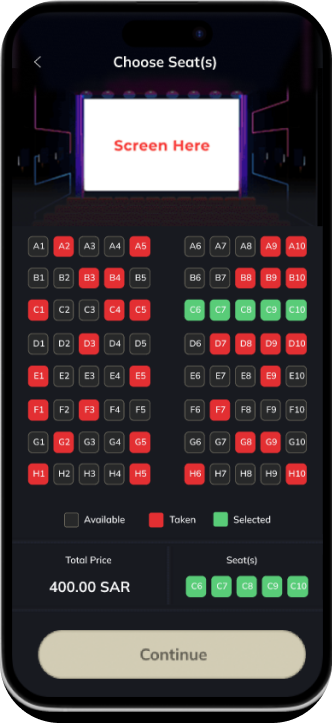 Choose Seat(s)
Screen Here
A1 A2 A3 A4 A5 A6 A7 A8 A9 A10
B1 B2 B3 B4 B5 B6 B7 B8 B9 B10
C1 C2 C3 C4 C5 C6 C7 C8 C9 C10
D1 D2 D3 D4 D5 D6 D7 D8 D9 D10
E1 E2 E3 E4 E5 E6 E7 E8 E9 E10
F1 F2 F3 F4 F5 F6 F7 F8 F9 F10
G1 G2 G3 G4 G5 G6 G7 G8 G9 G10
H1 H2 H3 H4 H5 H6 H7 H8 H9 H10
Available Taken Selected
Total Price Seat(s)
400.00 SAR C6 C7 C8 C9 C10
Continue